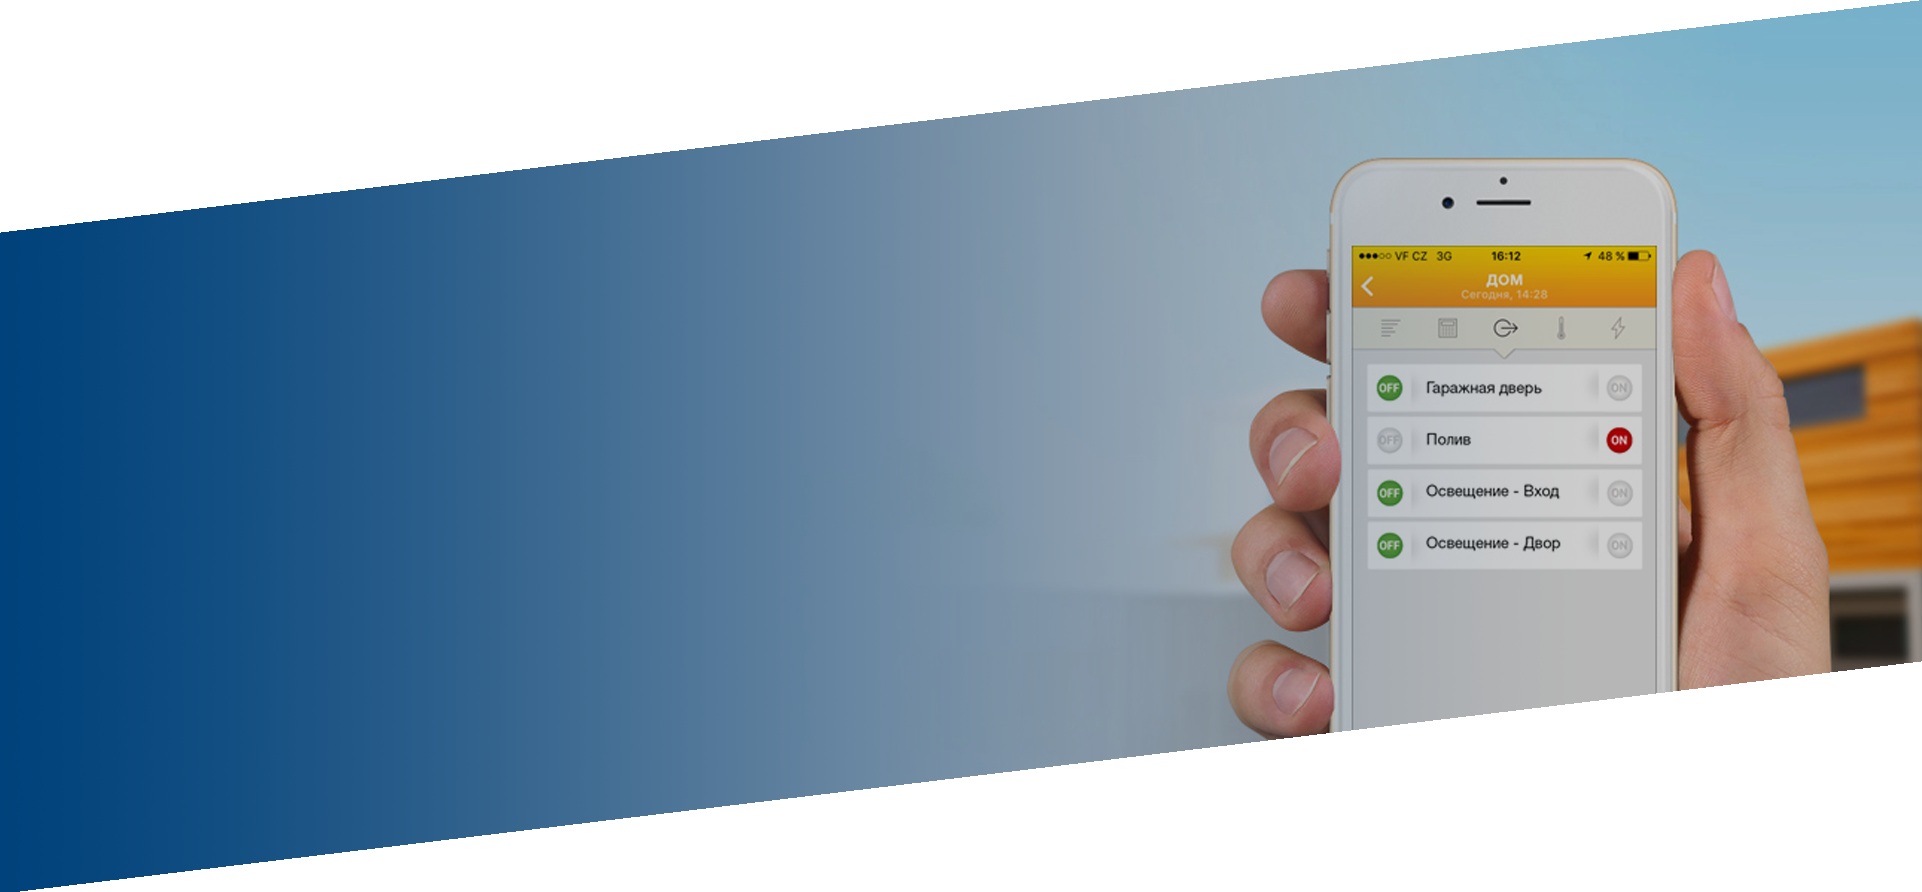 VF CZ 3G 16:12 48 %
ДОМ
Сегодня, 14:28
OFF Гаражная дверь ON
OFF Полив ON
OFF Освещение - Вход ON
OFF Освещение - Двор ON